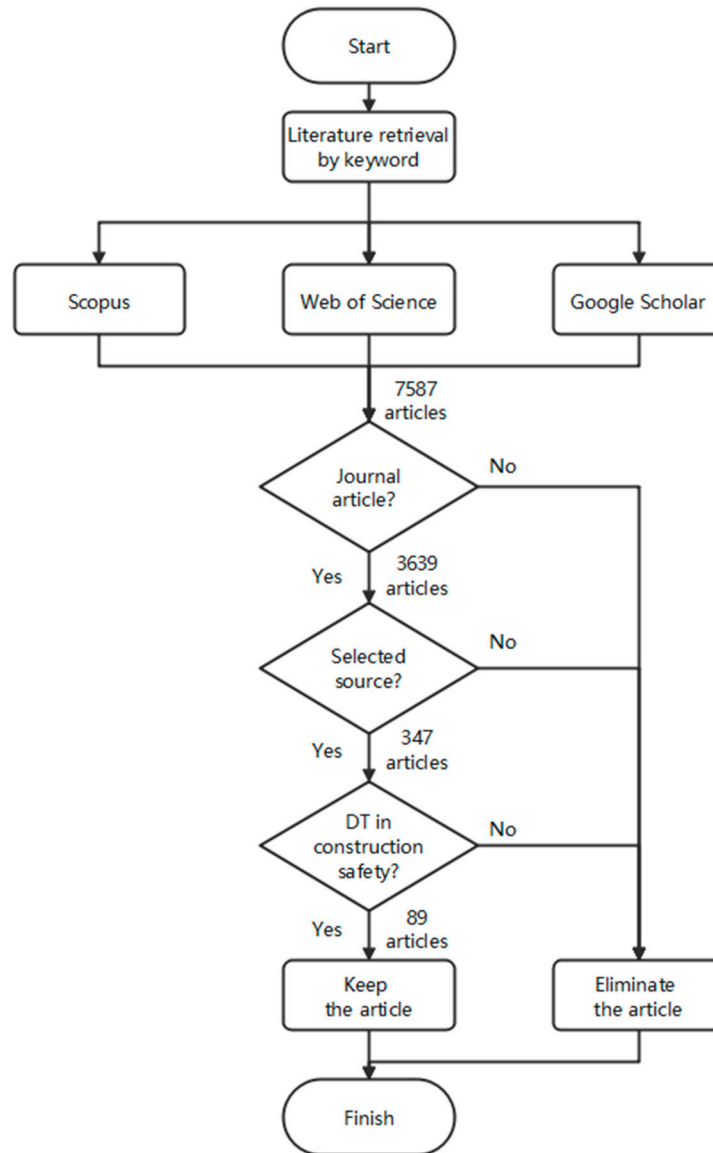 Start
Literature retrieval
by keyword
Scopus
Web of Science
Google Scholar
7587
articles
Journal
article?
No
Yes
3639
articles
Selected
source?
No
Yes
347
articles
DT in
construction
safety?
No
Yes
89
articles
Keep
the article
Eliminate
the article
Finish